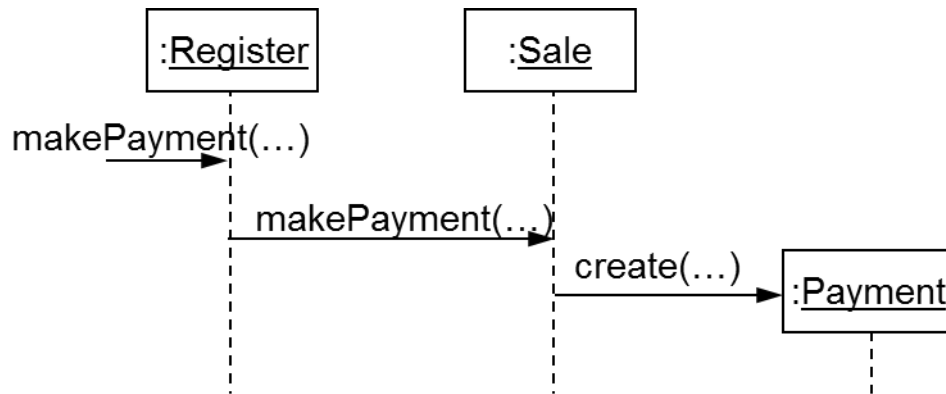 :Register
:Sale
makePayment(…)
makePayment(…)
create(…)
:Payment